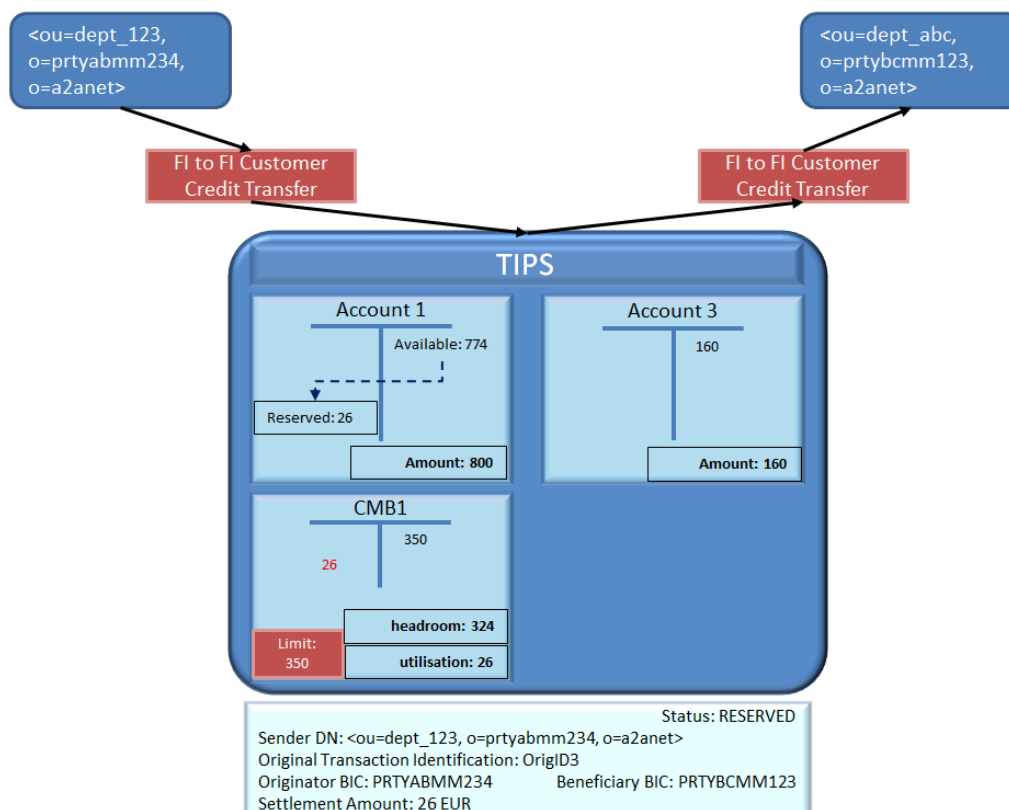 <ou=dept_123,
o=prtyabmm234,
o=a2anet>
<ou=dept_abc,
o=prtybcmm123,
o=a2anet>
FI to FI Customer
Credit Transfer
FI to FI Customer
Credit Transfer
TIPS
Account 1
Available: 774
Reserved: 26
Amount: 800
Account 3
160
Amount: 160
CMB1
350
26
headroom: 324
Limit:
350
utilisation: 26
Status: RESERVED
Sender DN: <ou=dept_123, o=prtyabmm234, o=a2anet>
Original Transaction Identification: OrigID3
Originator BIC: PRTYABMM234 Beneficiary BIC: PRTYBCMM123
Settlement Amount: 26 EUR